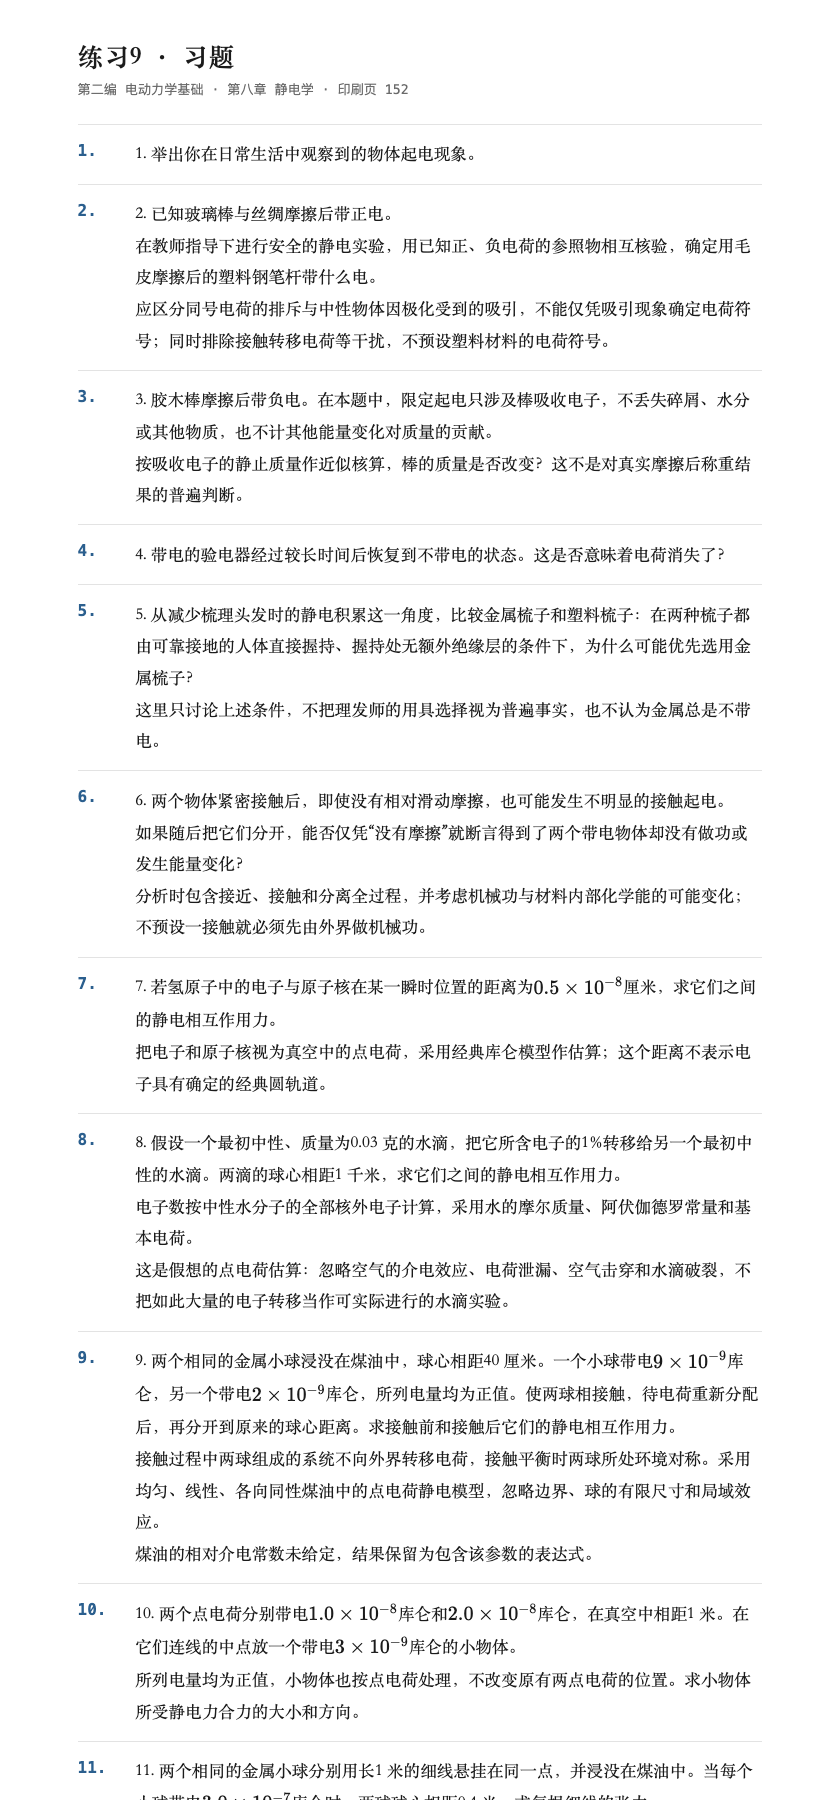 练习9 · 习题
第二编 电动力学基础 · 第八章 静电学 · 印刷页 152
1. 1. 举出你在日常生活中观察到的物体起电现象。
2. 2. 已知玻璃棒与丝绸摩擦后带正电。
在教师指导下进行安全的静电实验，用已知正、负电荷的参照物相互核验，确定用毛
皮摩擦后的塑料钢笔杆带什么电。
应区分同号电荷的排斥与中性物体因极化受到的吸引，不能仅凭吸引现象确定电荷符
号；同时排除接触转移电荷等干扰，不预设塑料材料的电荷符号。
3. 3. 胶木棒摩擦后带负电。在本题中，限定起电只涉及棒吸收电子，不丢失碎屑、水分
或其他物质，也不计其他能量变化对质量的贡献。
按吸收电子的静止质量作近似核算，棒的质量是否改变？这不是对真实摩擦后称重结
果的普遍判断。
4. 4. 带电的验电器经过较长时间后恢复到不带电的状态。这是否意味着电荷消失了？
5. 5. 从减少梳理头发时的静电积累这一角度，比较金属梳子和塑料梳子：在两种梳子都
由可靠接地的人体直接握持、握持处无额外绝缘层的条件下，为什么可能优先选用金
属梳子？
这里只讨论上述条件，不把理发师的用具选择视为普遍事实，也不认为金属总是不带
电。
6. 6. 两个物体紧密接触后，即使没有相对滑动摩擦，也可能发生不明显的接触起电。
如果随后把它们分开，能否仅凭“没有摩擦”就断言得到了两个带电物体却没有做功或
发生能量变化？
分析时包含接近、接触和分离全过程，并考虑机械功与材料内部化学能的可能变化；
不预设一接触就必须先由外界做机械功。
7. 7. 若氢原子中的电子与原子核在某一瞬时位置的距离为0.5 × 10⁻⁸厘米，求它们之间
的静电相互作用力。
把电子和原子核视为真空中的点电荷，采用经典库仑模型作估算；这个距离不表示电
子具有确定的经典圆轨道。
8. 8. 假设一个最初中性、质量为0.03 克的水滴，把它所含电子的1%转移给另一个最初中
性的水滴。两滴的球心相距1 千米，求它们之间的静电相互作用力。
电子数按中性水分子的全部核外电子计算，采用水的摩尔质量、阿伏伽德罗常量和基
本电荷。
这是假想的点电荷估算：忽略空气的介电效应、电荷泄漏、空气击穿和水滴破裂，不
把如此大量的电子转移当作可实际进行的水滴实验。
9. 9. 两个相同的金属小球浸没在煤油中，球心相距40 厘米。一个小球带电9 × 10⁻⁹库
仑，另一个带电2 × 10⁻⁹库仑，所列电量均为正值。使两球相接触，待电荷重新分配
后，再分开到原来的球心距离。求接触前和接触后它们的静电相互作用力。
接触过程中两球组成的系统不向外界转移电荷，接触平衡时两球所处环境对称。采用
均匀、线性、各向同性煤油中的点电荷静电模型，忽略边界、球的有限尺寸和局域效
应。
煤油的相对介电常数未给定，结果保留为包含该参数的表达式。
10. 10. 两个点电荷分别带电1.0 × 10⁻⁸库仑和2.0 × 10⁻⁸库仑，在真空中相距1 米。在
它们连线的中点放一个带电3 × 10⁻⁹库仑的小物体。
所列电量均为正值，小物体也按点电荷处理，不改变原有两点电荷的位置。求小物体
所受静电力合力的大小和方向。
11. 11. 两个相同的金属小球分别用长1 米的细线悬挂在同一点，并浸没在煤油中。当每个